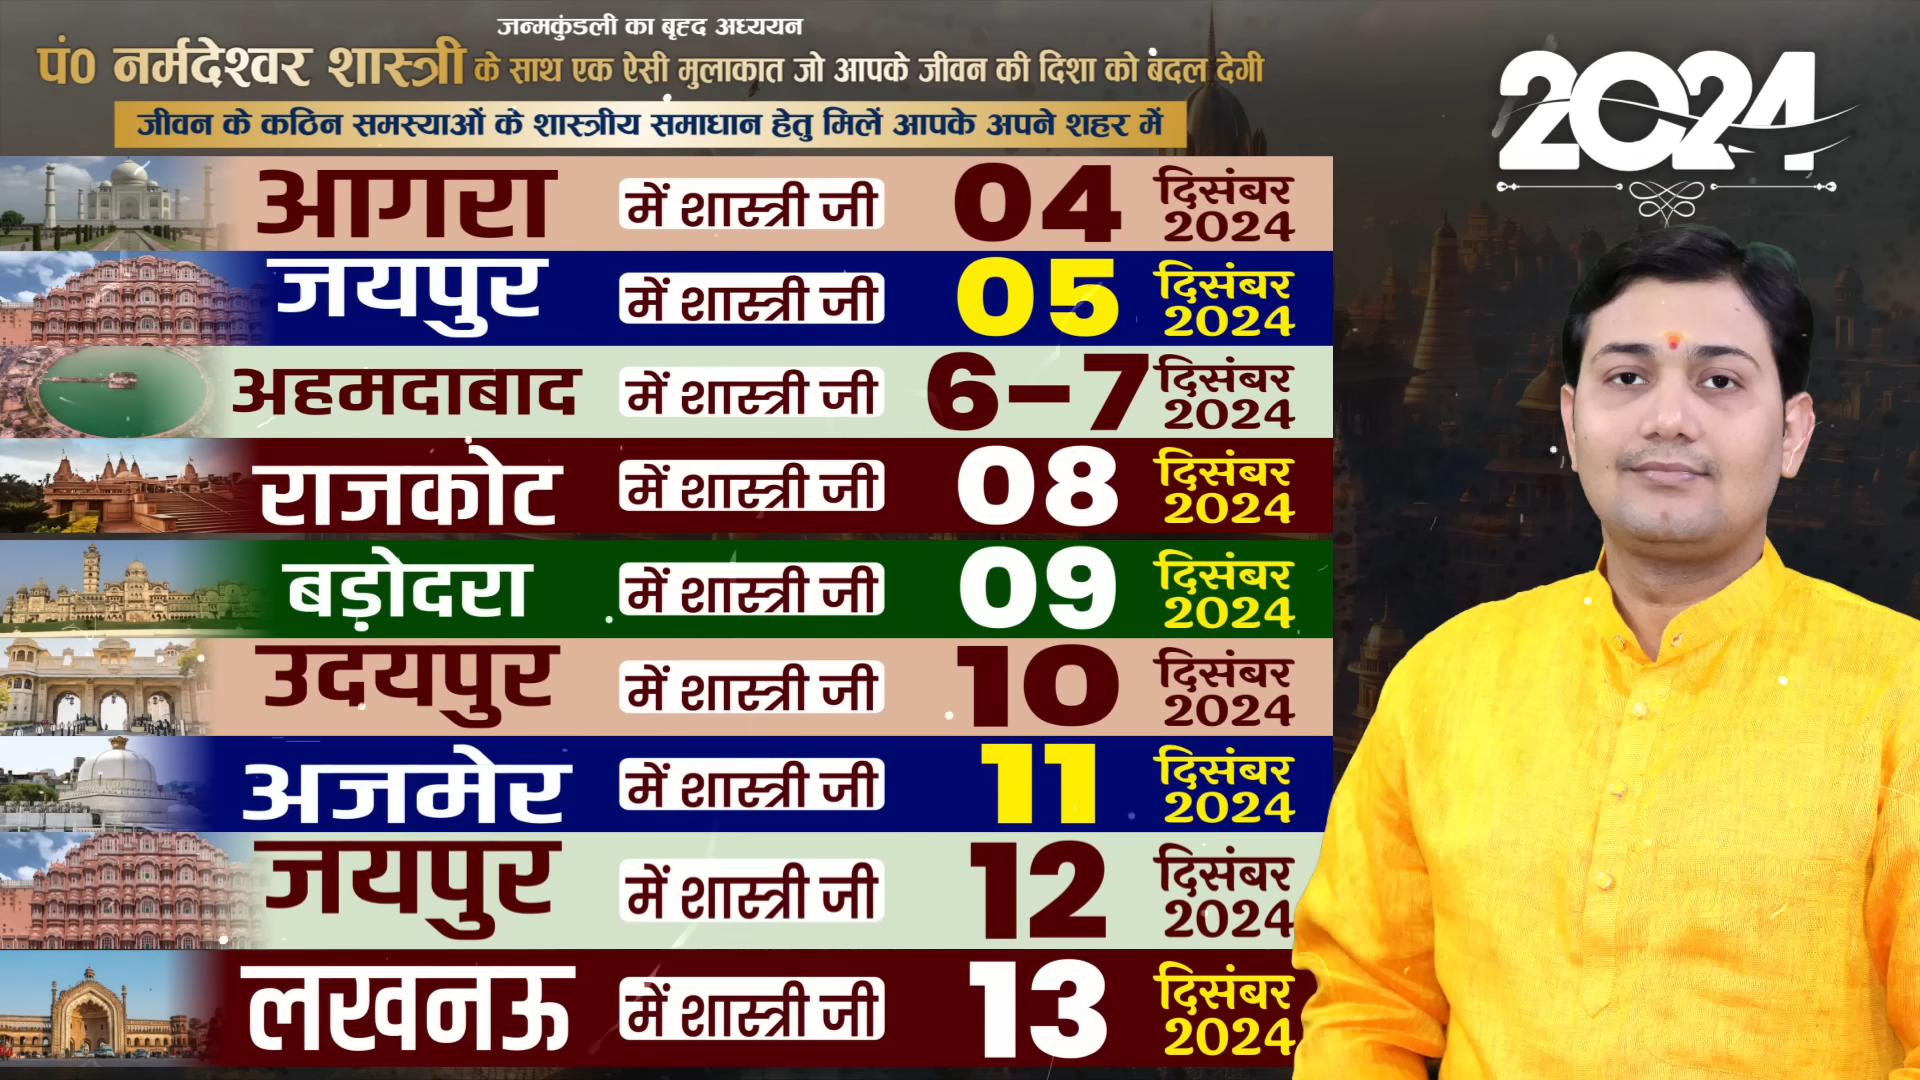 जन्मकुंडली का बृहद अध्ययन
पं0 नर्मदेश्वर शास्त्री के साथ एक ऐसी मुलाकात जो आपके जीवन की दिशा को बदल देगी
जीवन के कठिन समस्याओं के शास्त्रीय समाधान हेतु मिलें आपके अपने शहर में
2024
आगरा में शास्त्री जी 04 दिसंबर 2024
जयपुर में शास्त्री जी 05 दिसंबर 2024
अहमदाबाद में शास्त्री जी 6-7 दिसंबर 2024
राजकोट में शास्त्री जी 08 दिसंबर 2024
बड़ोदरा में शास्त्री जी 09 दिसंबर 2024
उदयपुर में शास्त्री जी 10 दिसंबर 2024
अजमेर में शास्त्री जी 11 दिसंबर 2024
जयपुर में शास्त्री जी 12 दिसंबर 2024
लखनऊ में शास्त्री जी 13 दिसंबर 2024